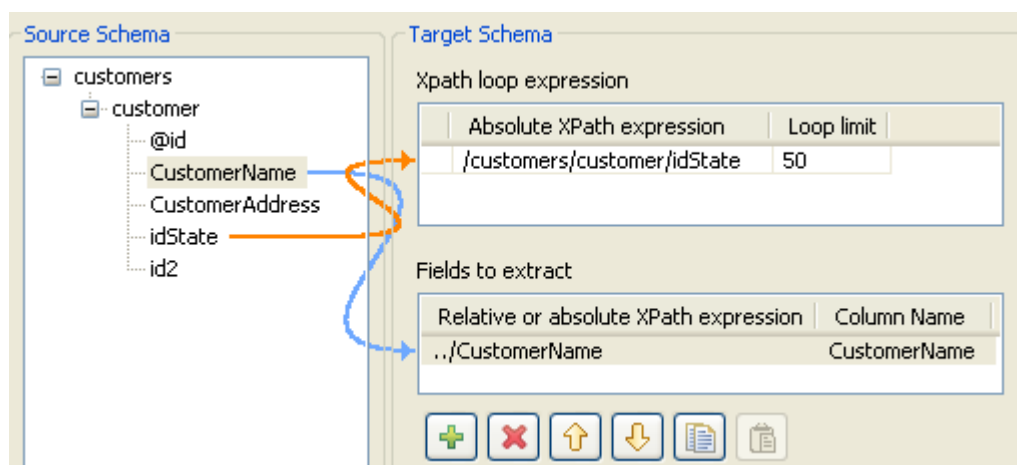 Source Schema
customers
customer
@id
CustomerName
CustomerAddress
idState
id2
Target Schema
Xpath loop expression
Absolute XPath expression Loop limit
/customers/customer/idState 50
Fields to extract
Relative or absolute XPath expression Column Name
../CustomerName CustomerName